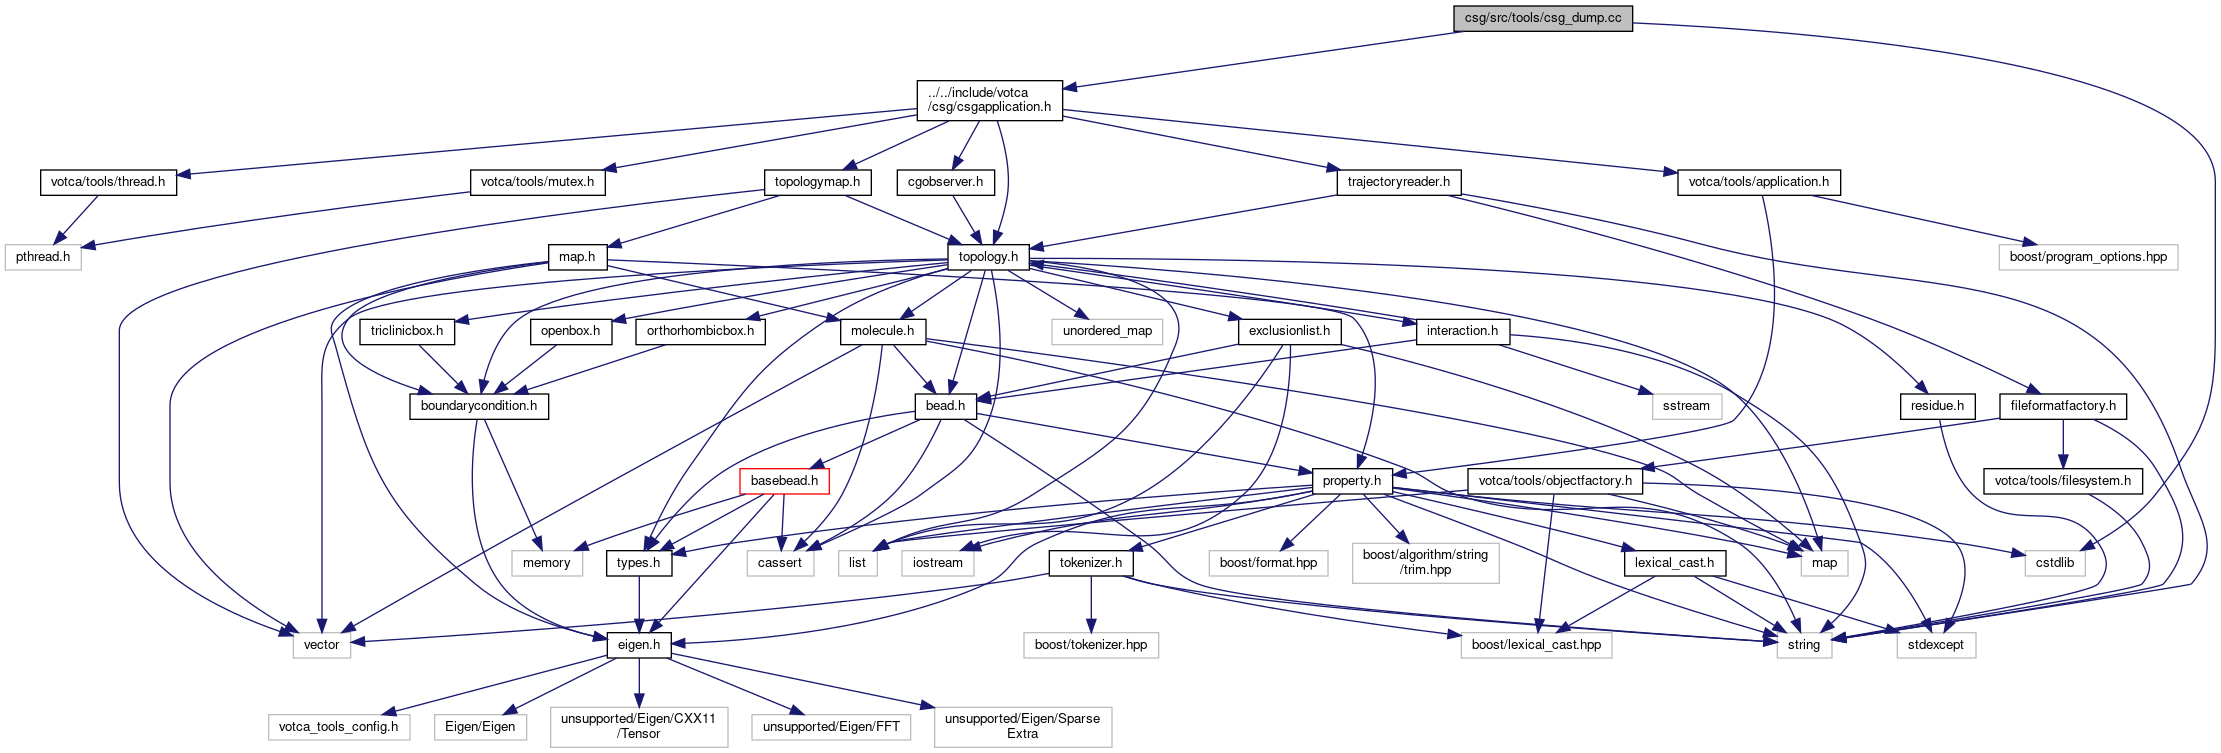 csg/src/tools/csg_dump.cc
../../include/votca
/csg/csgapplication.h
votca/tools/thread.h
votca/tools/mutex.h
topologymap.h
cgobserver.h
trajectoryreader.h
votca/tools/application.h
pthread.h
map.h
topology.h
boost/program_options.hpp
triclinicbox.h
openbox.h
orthorhombicbox.h
molecule.h
unordered_map
exclusionlist.h
interaction.h
boundarycondition.h
bead.h
sstream
residue.h
fileformatfactory.h
basebead.h
property.h
votca/tools/objectfactory.h
votca/tools/filesystem.h
memory
types.h
cassert
list
iostream
tokenizer.h
boost/format.hpp
boost/algorithm/string
/trim.hpp
lexical_cast.h
map
cstdlib
vector
eigen.h
boost/tokenizer.hpp
boost/lexical_cast.hpp
string
stdexcept
votca_tools_config.h
Eigen/Eigen
unsupported/Eigen/CXX11
/Tensor
unsupported/Eigen/FFT
unsupported/Eigen/Sparse
Extra